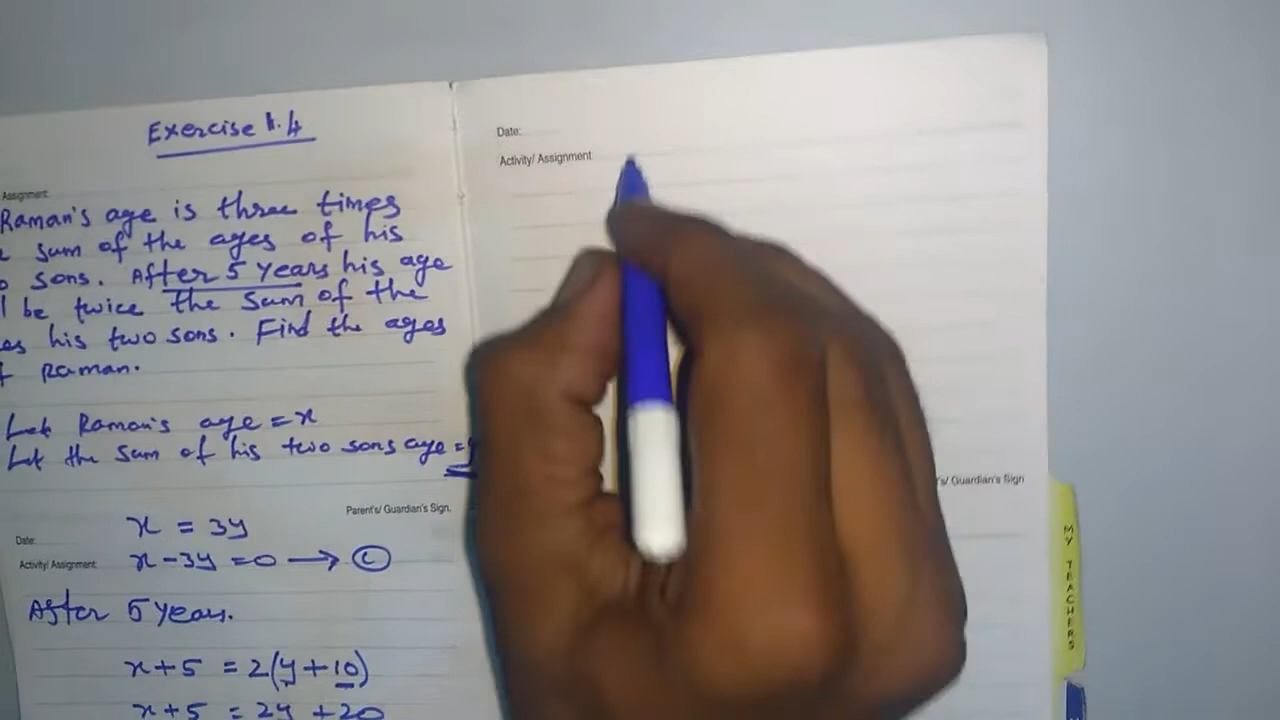 Exercise 1.4
Assignment:
Raman's age is three times
sum of the ages of his
sons. After 5 years his age
be twice the sum of the
his two sons. Find the ages
Raman.
Let Raman's age = x
Let the sum of his two sons age =
Parent's/ Guardian's Sign.
x = 3y
Date:
x - 3y = 0 →
Activity/ Assignment:
After 5 years.
x + 5 = 2(y + 10)
x + 5 = 2y + 20
Date:
Activity/ Assignment:
Guardian's Sign
MY TEACHERS